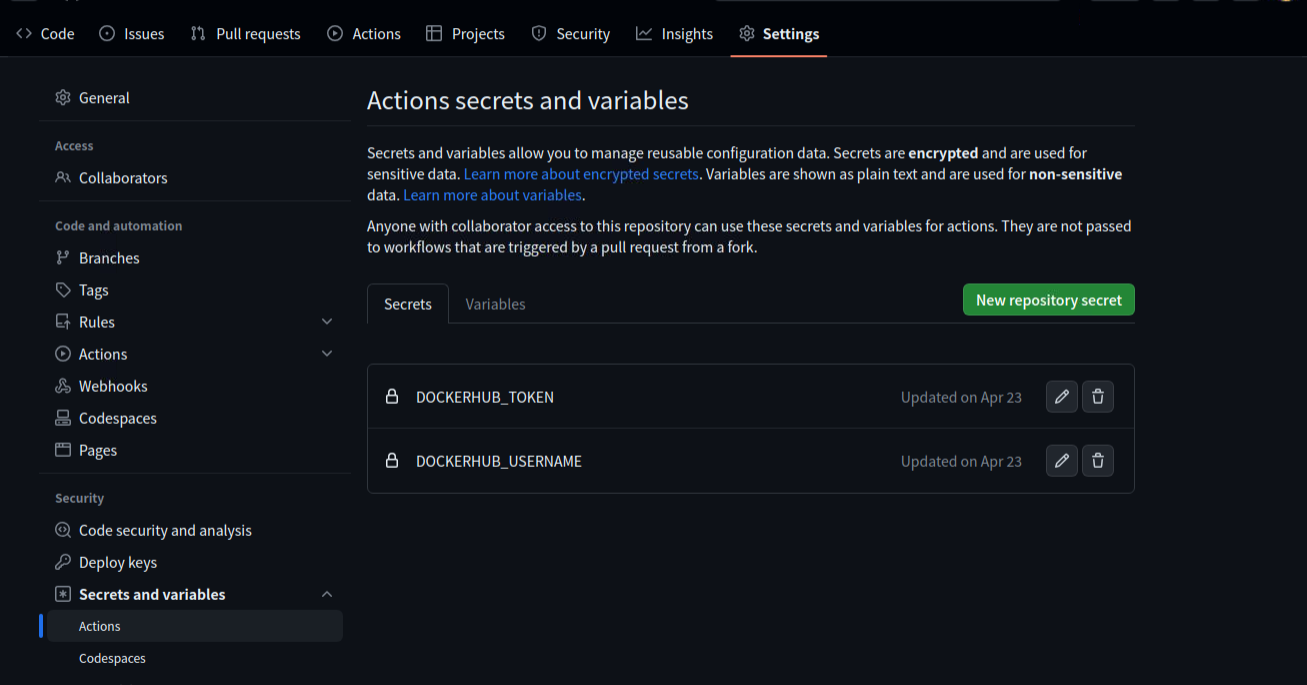 Code Issues Pull requests Actions Projects Security Insights Settings
General
Access
Collaborators
Code and automation
Branches
Tags
Rules
Actions
Webhooks
Codespaces
Pages
Security
Code security and analysis
Deploy keys
Secrets and variables
Actions
Codespaces
Actions secrets and variables
Secrets and variables allow you to manage reusable configuration data. Secrets are encrypted and are used for
sensitive data. Learn more about encrypted secrets. Variables are shown as plain text and are used for non-sensitive
data. Learn more about variables.
Anyone with collaborator access to this repository can use these secrets and variables for actions. They are not passed
to workflows that are triggered by a pull request from a fork.
Secrets Variables New repository secret
DOCKERHUB_TOKEN Updated on Apr 23
DOCKERHUB_USERNAME Updated on Apr 23